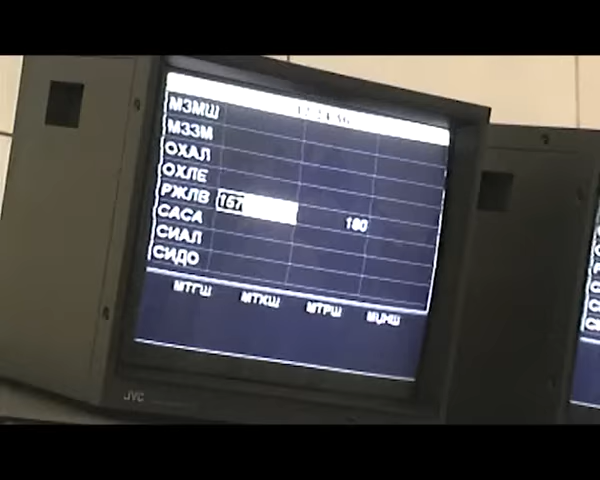 МЗМШ
МЗЗМ
ОХАЛ
ОХЛЕ
РЖЛВ 157 180
САСА
СИАЛ
СИДО
МТГШ МТКШ МТРШ МЦНШ
JVC